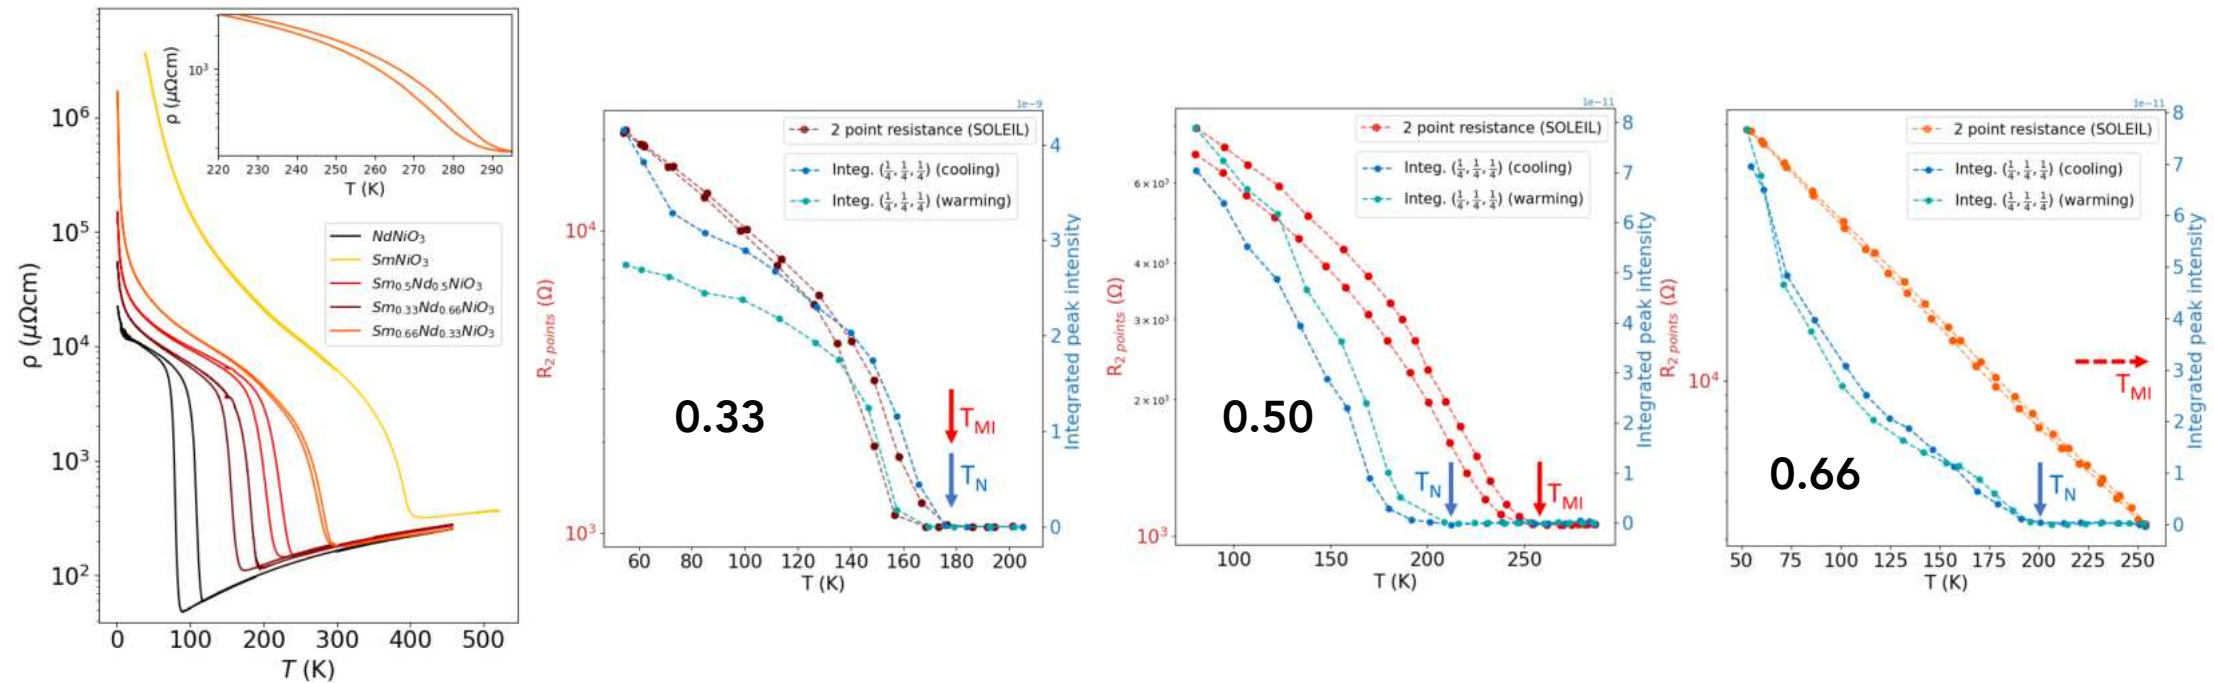 10⁶
10⁵
10⁴
10³
10²
ρ (μΩcm)
0 100 200 300 400 500
T (K)
ρ (μΩcm)
10³
220 230 240 250 260 270 280 290
T (K)
NdNiO₃
SmNiO₃
Sm₀.₅Nd₀.₅NiO₃
Sm₀.₃₃Nd₀.₆₆NiO₃
Sm₀.₆₆Nd₀.₃₃NiO₃
1e-9
2 point resistance (SOLEIL)
Integ. (1/4, 1/4, 1/4) (cooling)
Integ. (1/4, 1/4, 1/4) (warming)
R₂ points (Ω)
10⁴
10³
0.33
T_MI
T_N
4
3
2
1
0
Integrated peak intensity
60 80 100 120 140 160 180 200
T (K)
1e-11
2 point resistance (SOLEIL)
Integ. (1/4, 1/4, 1/4) (cooling)
Integ. (1/4, 1/4, 1/4) (warming)
R₂ points (Ω)
6 × 10³
4 × 10³
3 × 10³
2 × 10³
10³
0.50
T_N
T_MI
8
7
6
5
4
3
2
1
0
Integrated peak intensity
100 150 200 250
T (K)
1e-11
2 point resistance (SOLEIL)
Integ. (1/4, 1/4, 1/4) (cooling)
Integ. (1/4, 1/4, 1/4) (warming)
R₂ points (Ω)
10⁴
0.66
T_MI
T_N
8
7
6
5
4
3
2
1
0
Integrated peak intensity
50 75 100 125 150 175 200 225 250
T (K)